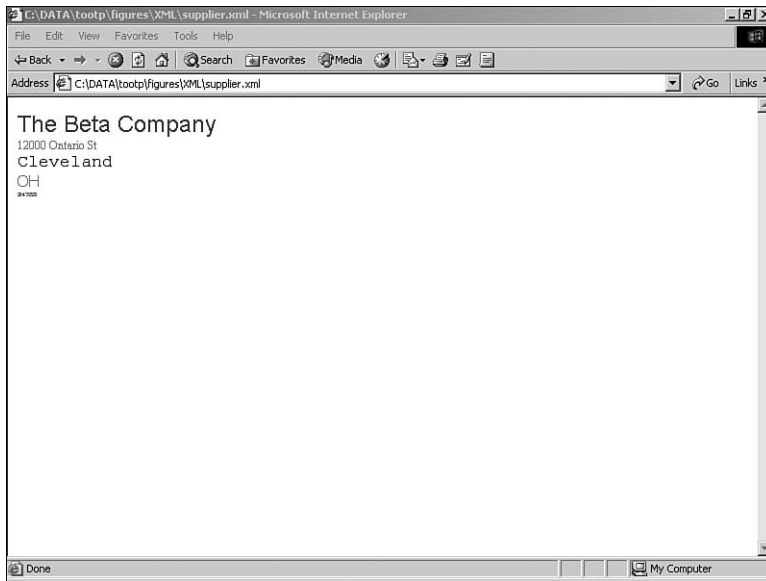 C:\DATA\tootp\figures\XML\supplier.xml - Microsoft Internet Explorer
File Edit View Favorites Tools Help
Back Search Favorites Media
Address C:\DATA\tootp\figures\XML\supplier.xml Go Links
The Beta Company
12000 Ontario St
Cleveland
OH
Done My Computer